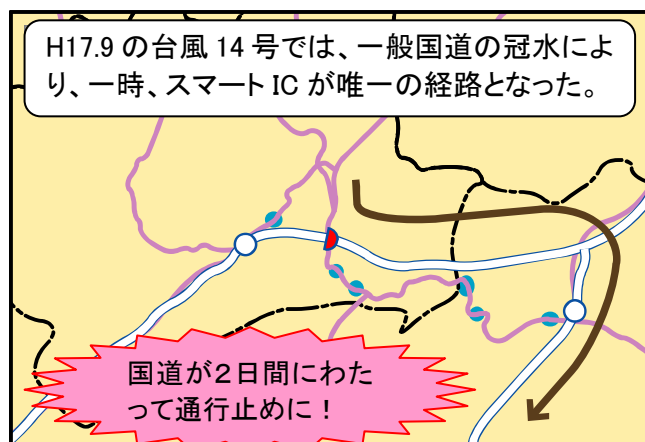 H17.9 の台風 14 号では、一般国道の冠水によ
り、一時、スマート IC が唯一の経路となった。
国道が２日間にわた
って通行止めに！